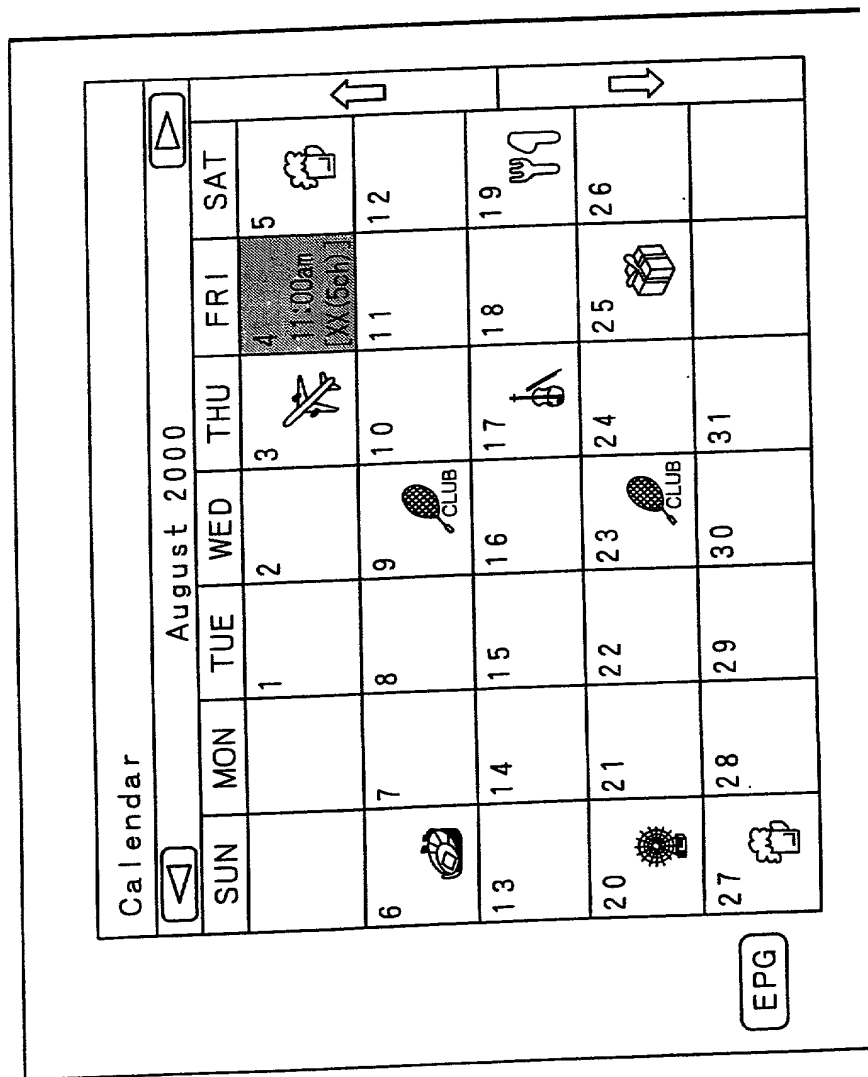 Calendar
August 2000
SUN MON TUE WED THU FRI SAT
1 2 3 4 5
11:00am
[XX(5ch)]
6 7 8 9 10 11 12
CLUB
13 14 15 16 17 18 19
20 21 22 23 24 25 26
CLUB
27 28 29 30 31
EPG